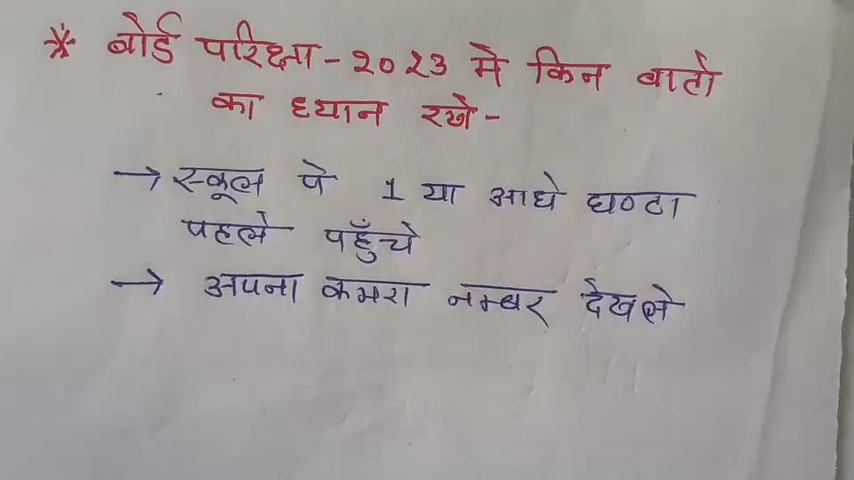 * बोर्ड परिक्षा - 2023 मे किन बातो
का ध्यान रखे -
→ स्कूल पे 1 या आधे घण्टा
पहले पहुँचे
→ अपना कमरा नम्बर देखले